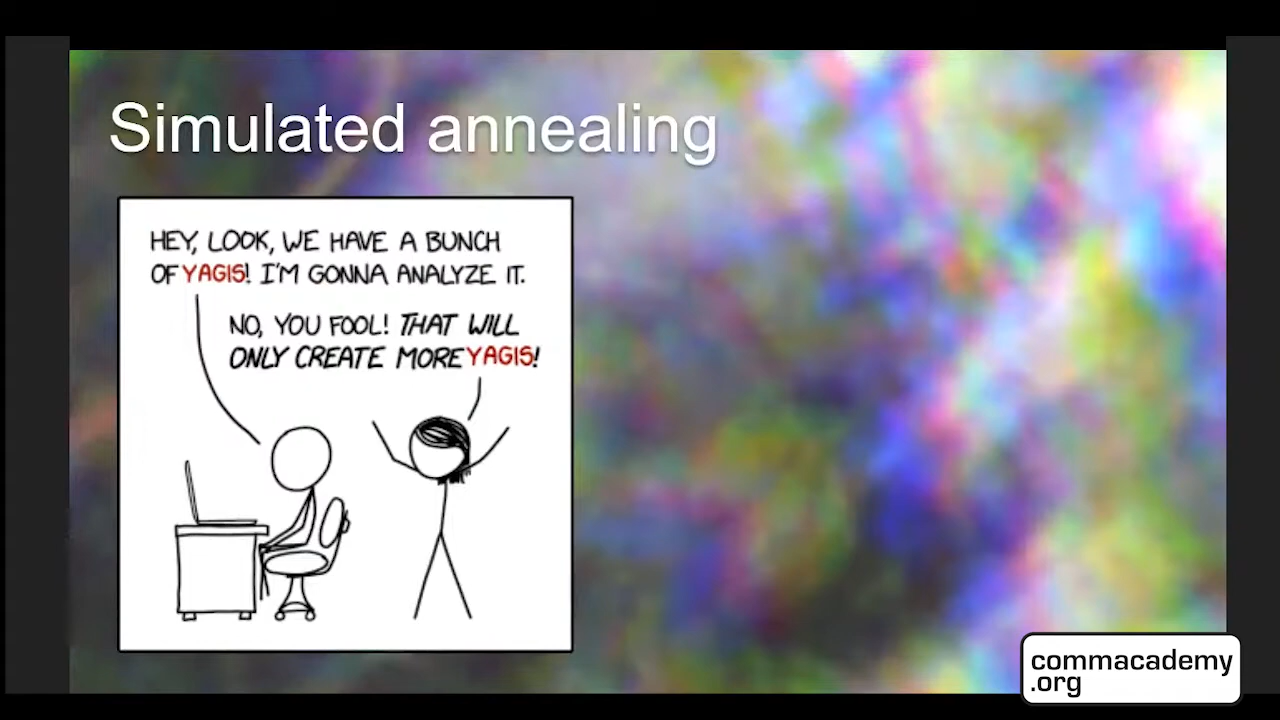 Simulated annealing
HEY, LOOK, WE HAVE A BUNCH
OF YAGIS! I'M GONNA ANALYZE IT.
NO, YOU FOOL! THAT WILL
ONLY CREATE MORE YAGIS!
commacademy
.org